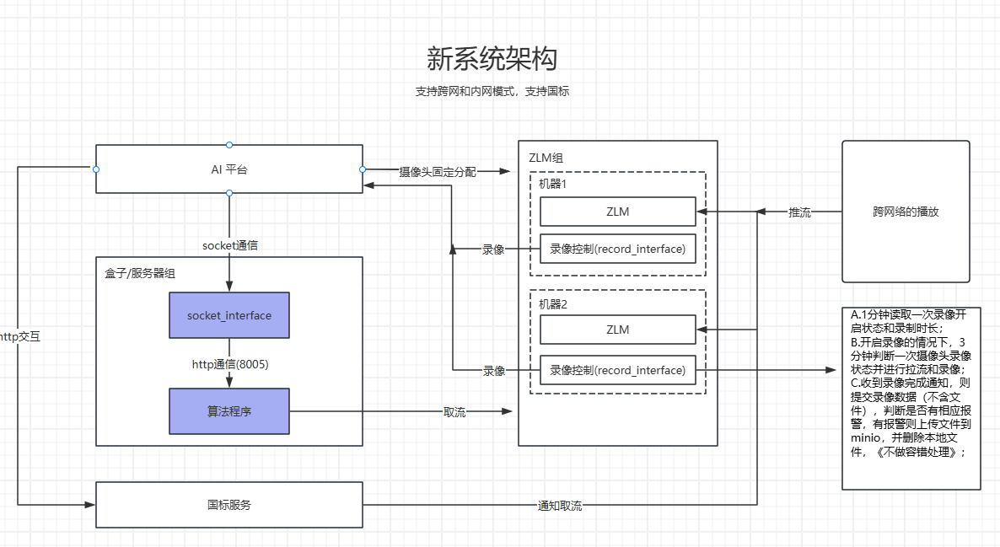 新系统架构
支持跨网和内网模式，支持国标
AI 平台
摄像头固定分配
ZLM组
机器1
ZLM
录像控制(record_interface)
录像
推流
跨网络的播放
socket通信
盒子/服务器组
socket_interface
http通信(8005)
算法程序
取流
机器2
ZLM
录像控制(record_interface)
录像
A.1分钟读取一次录像开
启状态和录制时长；
B.开启录像的情况下，3
分钟判断一次摄像头录像
状态并进行拉流和录像；
C.收到录像完成通知，则
提交录像数据（不含文
件），判断是否有相应报
警，有报警则上传文件到
minio，并删除本地文
件，《不做容错处理》；
http交互
国标服务
通知取流